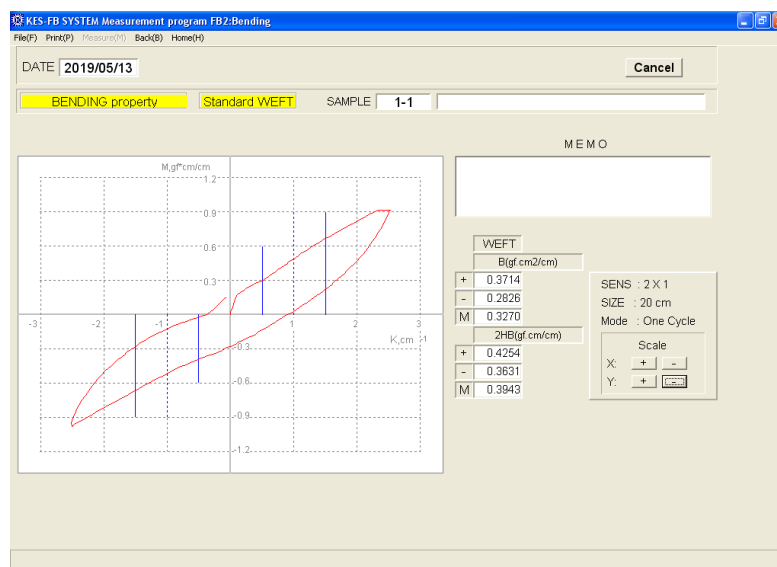 KES-FB SYSTEM Measurement program FB2:Bending
File(F) Print(P) Measure(M) Back(B) Home(H)
DATE 2019/05/13 Cancel
BENDING property Standard WEFT SAMPLE 1-1
MEMO
M,gf*cm/cm
1.2
0.9
0.6
0.3
-3 -2 -1 1 2 3
K,cm -1
-0.3
-0.6
-0.9
-1.2
WEFT
B(gf.cm2/cm)
+ 0.3714
- 0.2826
M 0.3270
2HB(gf.cm/cm)
+ 0.4254
- 0.3631
M 0.3943
SENS : 2 X 1
SIZE : 20 cm
Mode : One Cycle
Scale
X: + -
Y: + -